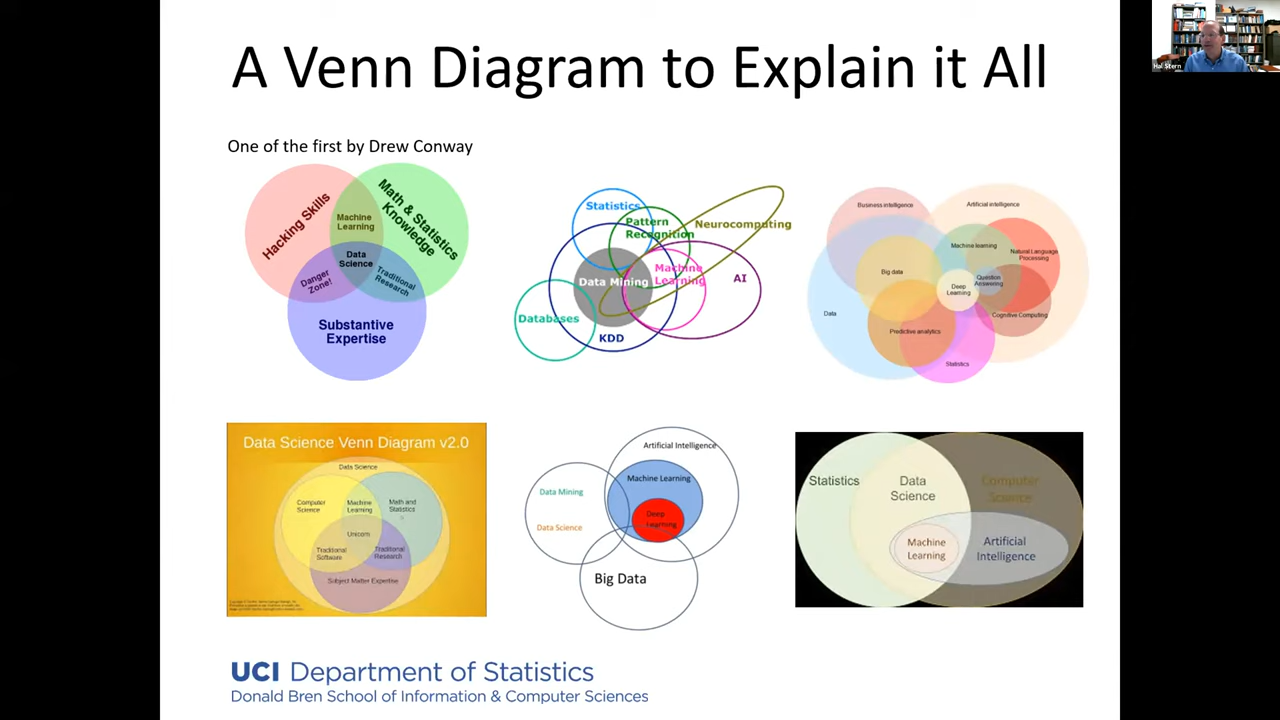 A Venn Diagram to Explain it All
Hal Stern
One of the first by Drew Conway
Hacking Skills
Math & Statistics
Knowledge
Machine
Learning
Data
Science
Danger
Zone!
Traditional
Research
Substantive
Expertise
Statistics
Pattern
Recognition
Neurocomputing
Machine
Learning
Data Mining
AI
Databases
KDD
Business intelligence
Artificial intelligence
Machine learning
Natural Language
Processing
Big data
Question
Answering
Deep
Learning
Data
Cognitive Computing
Predictive analytics
Statistics
Data Science Venn Diagram v2.0
Data Science
Computer
Science
Machine
Learning
Math and
Statistics
Unicorn
Traditional
Software
Traditional
Research
Subject Matter Expertise
Artificial Intelligence
Machine Learning
Data Mining
Deep
Learning
Data Science
Big Data
Statistics
Data
Science
Computer
Science
Machine
Learning
Artificial
Intelligence
UCI Department of Statistics
Donald Bren School of Information & Computer Sciences